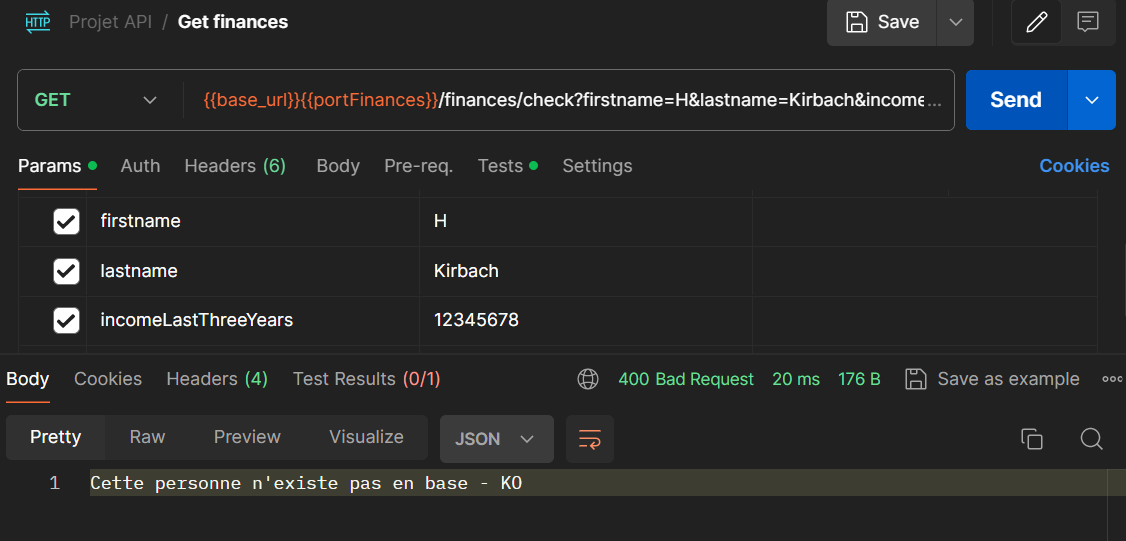 HTTP Projet API / Get finances Save
GET {{base_url}}{{portFinances}}/finances/check?firstname=H&lastname=Kirbach&income... Send
Params Auth Headers (6) Body Pre-req. Tests Settings Cookies
firstname H
lastname Kirbach
incomeLastThreeYears 12345678
Body Cookies Headers (4) Test Results (0/1) 400 Bad Request 20 ms 176 B Save as example
Pretty Raw Preview Visualize JSON
1 Cette personne n'existe pas en base - KO